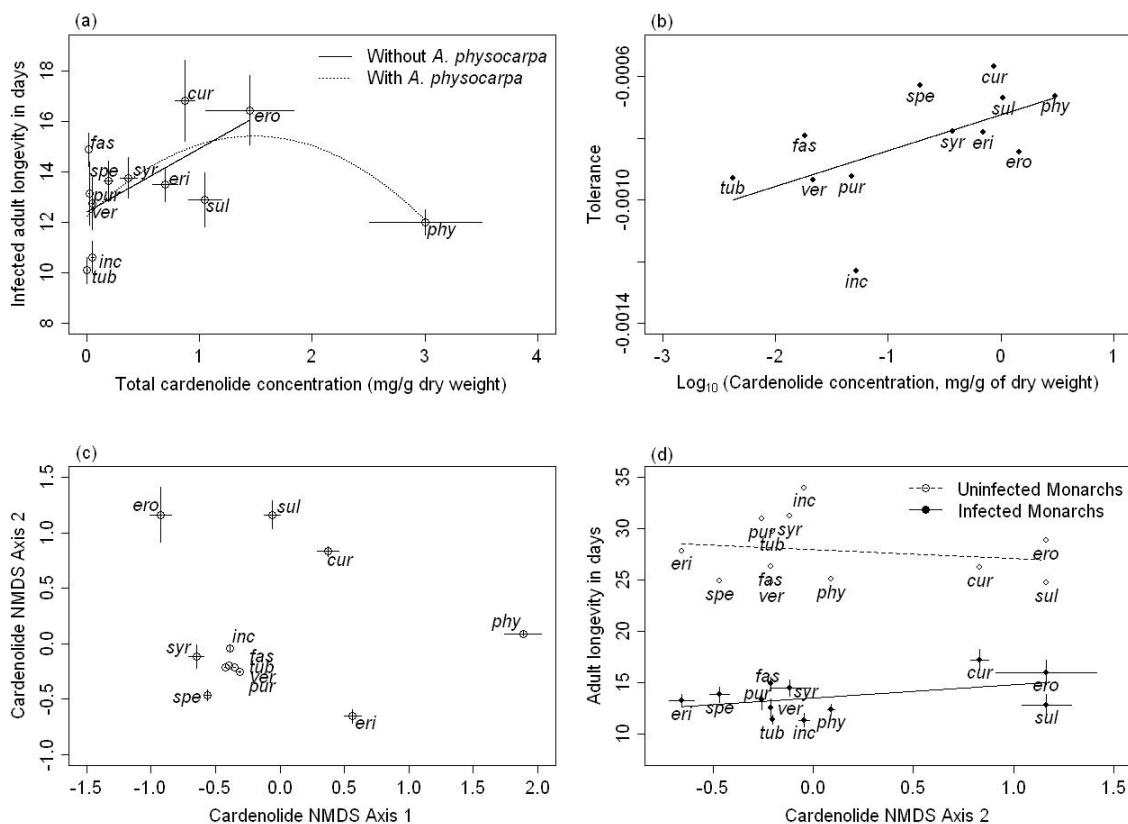 (a)
Infected adult longevity in days
18
16
14
12
10
8
Without A. physocarpa
With A. physocarpa
cur
ero
fas
spe
syr
pur
eri
ver
sul
phy
inc
tub
0
1
2
3
4
Total cardenolide concentration (mg/g dry weight)
(b)
Tolerance
-0.0006
-0.0010
-0.0014
cur
spe
sul
phy
fas
syr
eri
ero
tub
ver
pur
inc
-3
-2
-1
0
1
Log10 (Cardenolide concentration, mg/g of dry weight)
(c)
Cardenolide NMDS Axis 2
1.5
1.0
0.5
0.0
-0.5
-1.0
ero
sul
cur
phy
inc
syr
fas
tub
ver
pur
spe
eri
-1.5
-1.0
-0.5
0.0
0.5
1.0
1.5
2.0
Cardenolide NMDS Axis 1
(d)
Adult longevity in days
35
30
25
20
15
10
Uninfected Monarchs
Infected Monarchs
inc
pur
syr
tub
eri
ero
spe
fas
ver
phy
cur
sul
fas
cur
pur
syr
ero
eri
spe
ver
phy
sul
tub
inc
-0.5
0.0
0.5
1.0
1.5
Cardenolide NMDS Axis 2